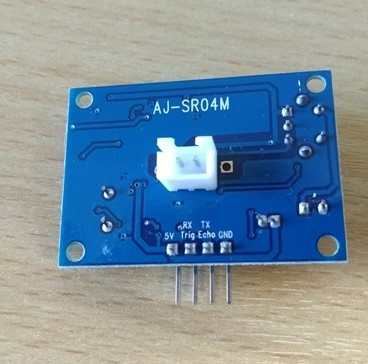 AJ-SR04M
RX TX
5V Trig Echo GND